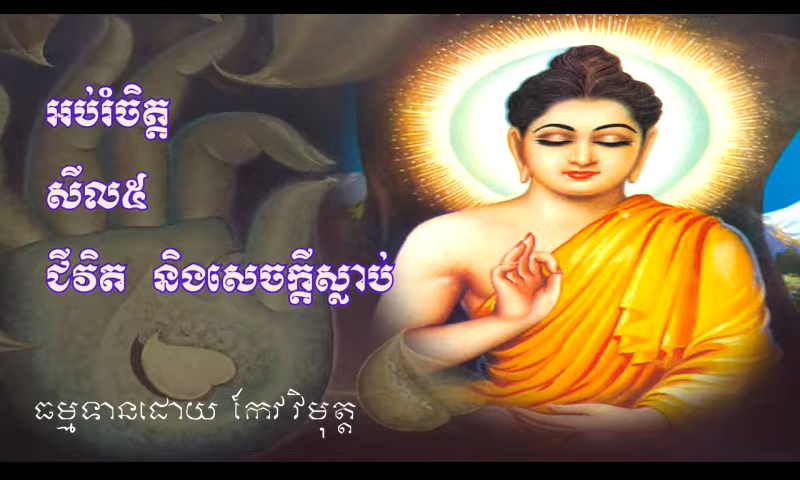 អប់រំចិត្ត
សីល៥
ជីវិត និងសេចក្តីស្លាប់
ធម្មទានដោយ កែវ វិមុត្ត